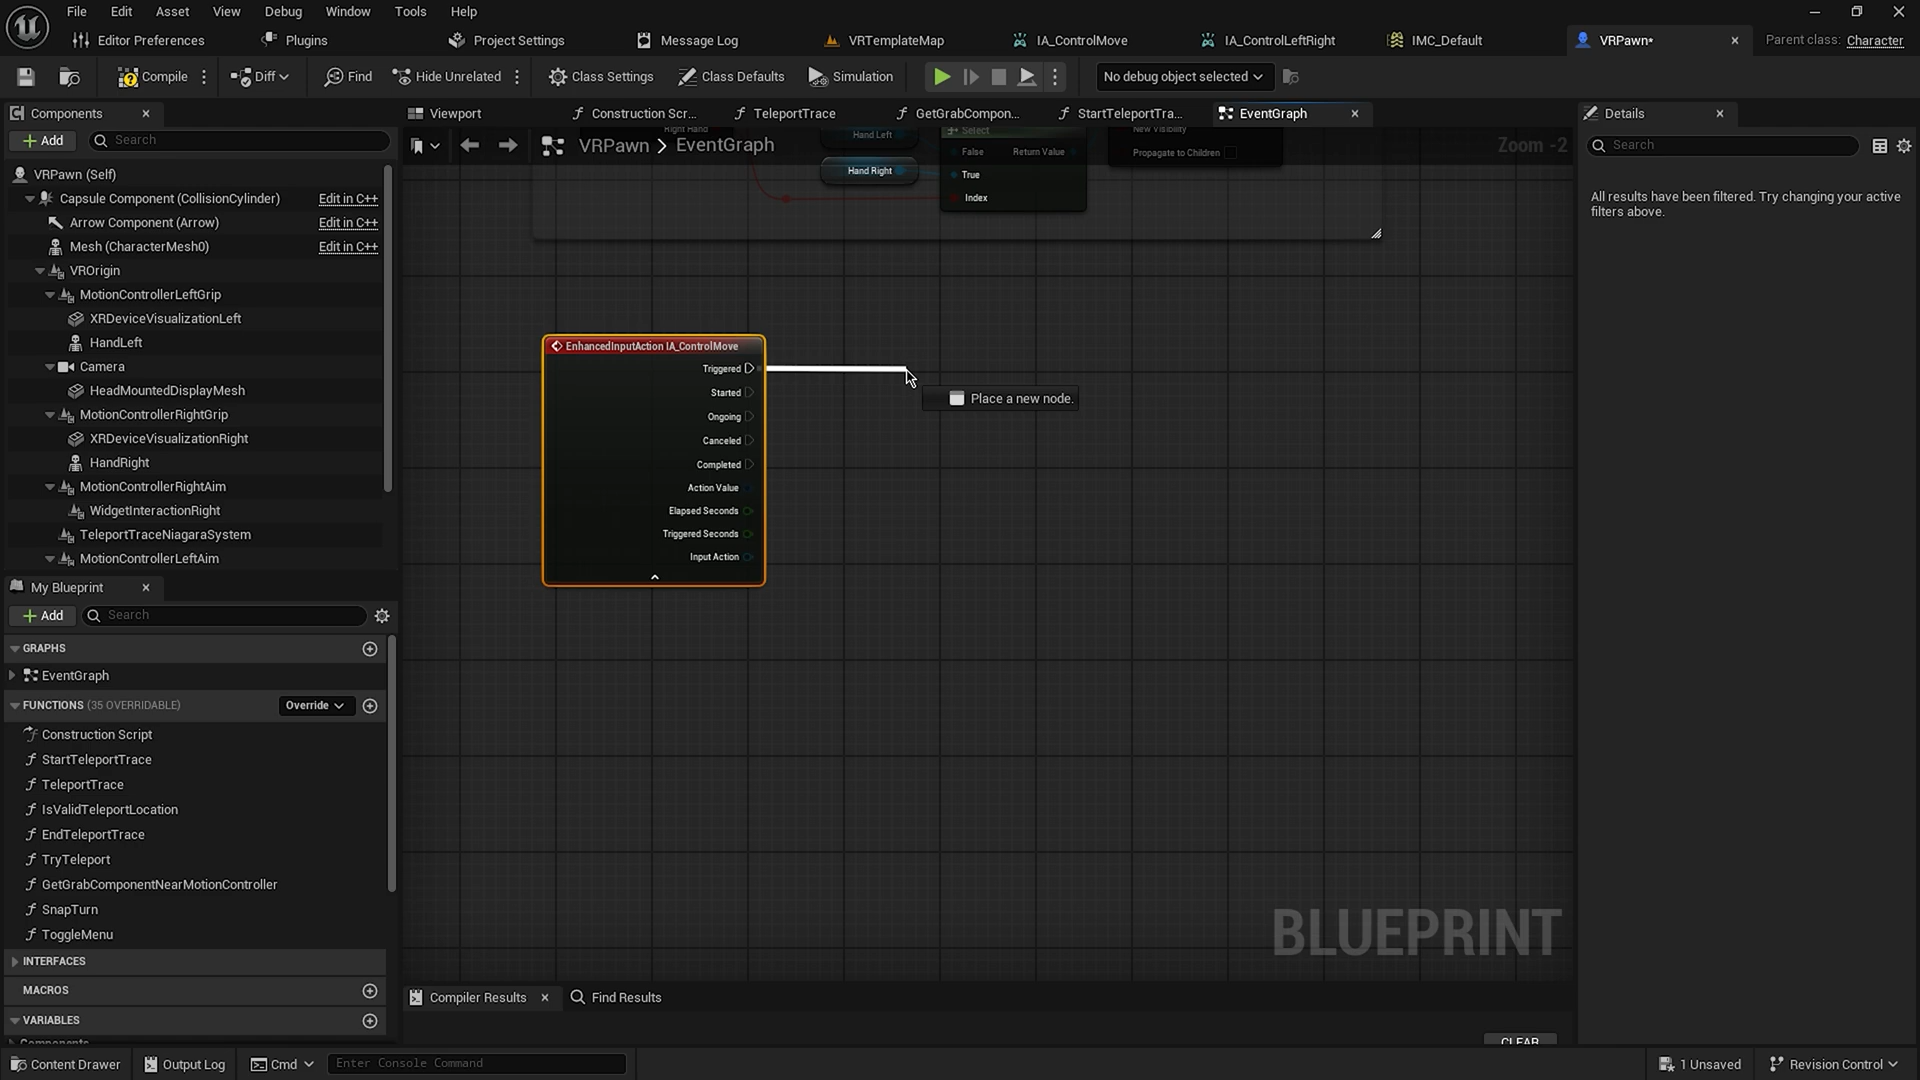 File Edit Asset View Debug Window Tools Help
Editor Preferences Plugins Project Settings Message Log VRTemplateMap IA_ControlMove IA_ControlLeftRight IMC_Default VRPawn* Parent class: Character
Compile Diff Find Hide Unrelated Class Settings Class Defaults Simulation No debug object selected
Components Viewport Construction Scr... TeleportTrace GetGrabCompon... StartTeleportTra... EventGraph Details
Add Search VRPawn > EventGraph Zoom -2 Search
Right Hand
Hand Left
Select
False Return Value
Hand Right
True
Index
New Visibility
Propagate to Children
All results have been filtered. Try changing your active
filters above.
VRPawn (Self)
Capsule Component (CollisionCylinder) Edit in C++
Arrow Component (Arrow) Edit in C++
Mesh (CharacterMesh0) Edit in C++
VROrigin
MotionControllerLeftGrip
XRDeviceVisualizationLeft
HandLeft
Camera
HeadMountedDisplayMesh
MotionControllerRightGrip
XRDeviceVisualizationRight
HandRight
MotionControllerRightAim
WidgetInteractionRight
TeleportTraceNiagaraSystem
MotionControllerLeftAim
EnhancedInputAction IA_ControlMove
Triggered
Started
Ongoing
Canceled
Completed
Action Value
Elapsed Seconds
Triggered Seconds
Input Action
Place a new node.
My Blueprint
Add Search
GRAPHS
EventGraph
FUNCTIONS (35 OVERRIDABLE) Override
Construction Script
StartTeleportTrace
TeleportTrace
IsValidTeleportLocation
EndTeleportTrace
TryTeleport
GetGrabComponentNearMotionController
SnapTurn
ToggleMenu
INTERFACES
MACROS
VARIABLES
Components
BLUEPRINT
Compiler Results Find Results
CLEAR
Content Drawer Output Log Cmd Enter Console Command 1 Unsaved Revision Control